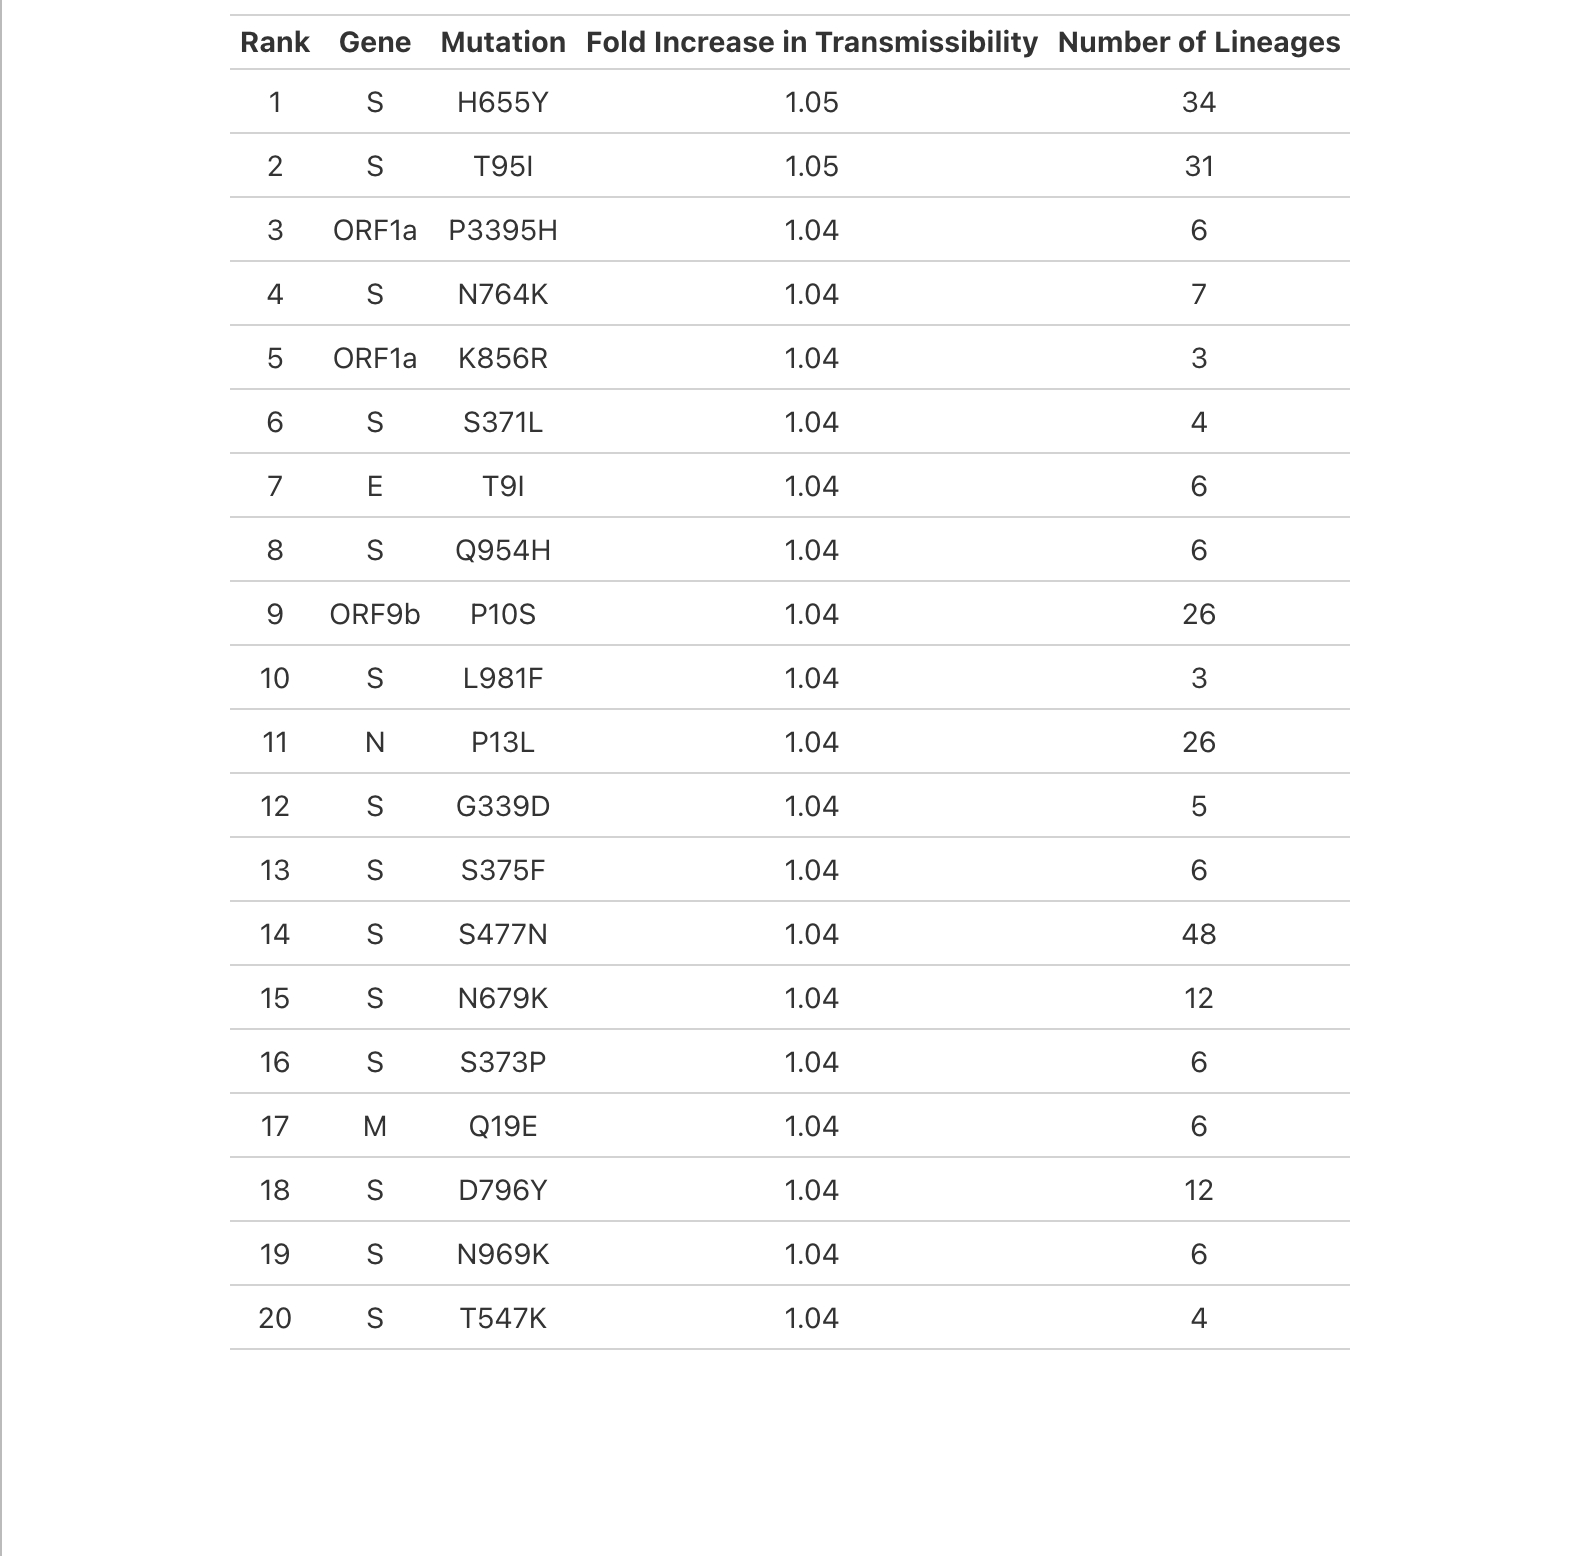 Rank Gene Mutation Fold Increase in Transmissibility Number of Lineages
1 S H655Y 1.05 34
2 S T95I 1.05 31
3 ORF1a P3395H 1.04 6
4 S N764K 1.04 7
5 ORF1a K856R 1.04 3
6 S S371L 1.04 4
7 E T9I 1.04 6
8 S Q954H 1.04 6
9 ORF9b P10S 1.04 26
10 S L981F 1.04 3
11 N P13L 1.04 26
12 S G339D 1.04 5
13 S S375F 1.04 6
14 S S477N 1.04 48
15 S N679K 1.04 12
16 S S373P 1.04 6
17 M Q19E 1.04 6
18 S D796Y 1.04 12
19 S N969K 1.04 6
20 S T547K 1.04 4